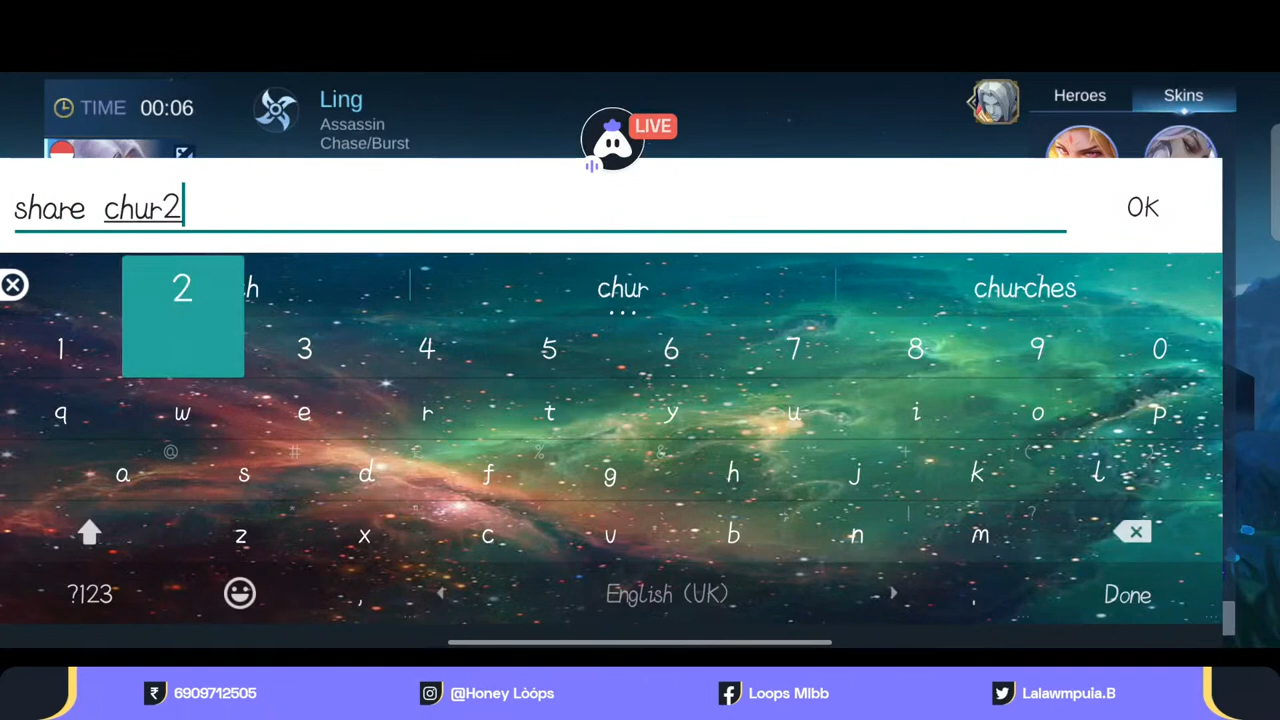 TIME 00:06
Ling
Assassin
Chase/Burst
LIVE
Heroes
Skins
share chur2
OK
2
h
chur
churches
1 3 4 5 6 7 8 9 0
q w e r t y u i o p
@ # € % & + (
a s d f g h j k l
z x c v b n m
?123
,
English (UK)
.
Done
₹ 6909712505
@Honey Lòóps
Loops Mlbb
Lalawmpuia.B